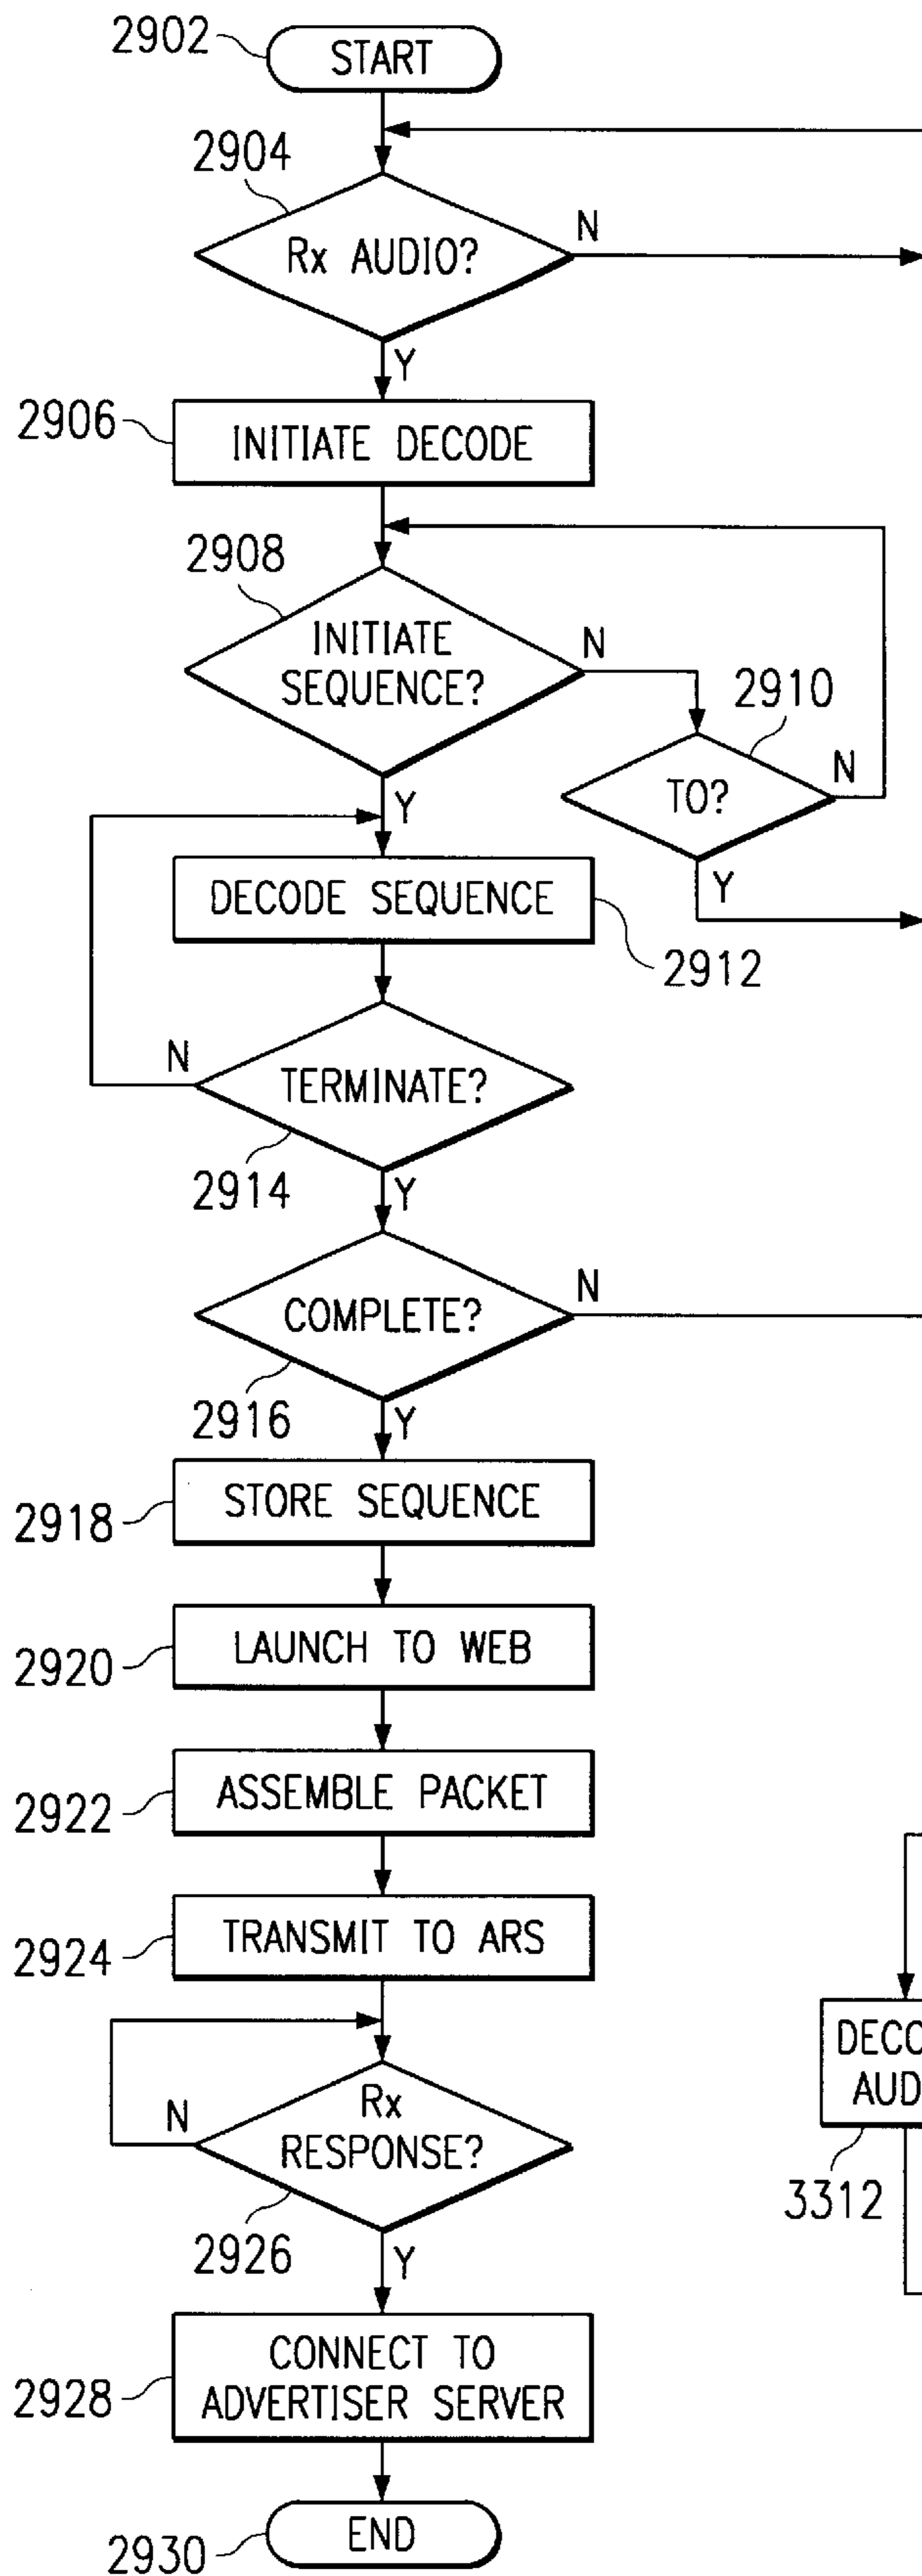 2902
START
2904
Rx AUDIO?
N
Y
2906
INITIATE DECODE
2908
INITIATE
SEQUENCE?
N
2910
TO?
N
Y
Y
DECODE SEQUENCE
2912
N
TERMINATE?
2914
Y
COMPLETE?
N
2916
Y
2918
STORE SEQUENCE
2920
LAUNCH TO WEB
2922
ASSEMBLE PACKET
2924
TRANSMIT TO ARS
N
Rx
RESPONSE?
2926
Y
DECO
AUD
3312
2928
CONNECT TO
ADVERTISER SERVER
2930
END